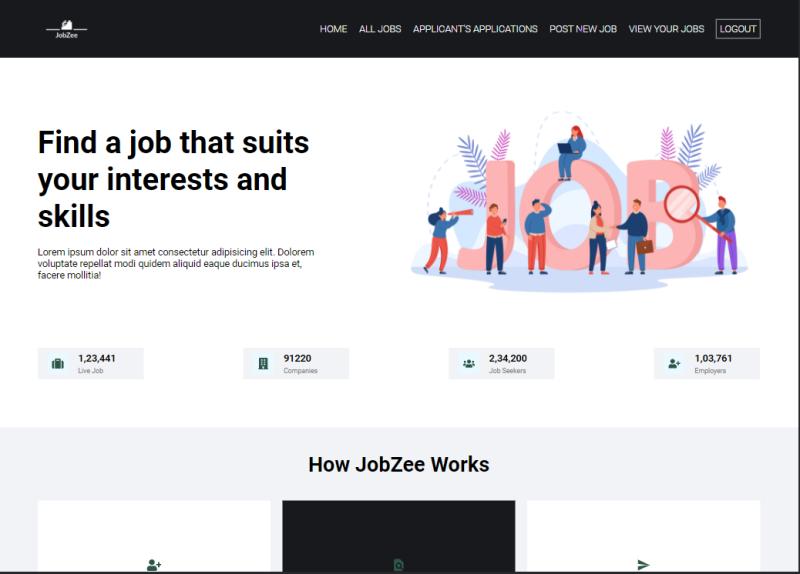 JobZee
HOME ALL JOBS APPLICANT'S APPLICATIONS POST NEW JOB VIEW YOUR JOBS LOGOUT
Find a job that suits
your interests and
skills
Lorem ipsum dolor sit amet consectetur adipisicing elit. Dolorem
voluptate repellat modi quidem aliquid eaque ducimus ipsa et,
facere mollitia!
JOB
1,23,441
Live Job
91220
Companies
2,34,200
Job Seekers
1,03,761
Employers
How JobZee Works